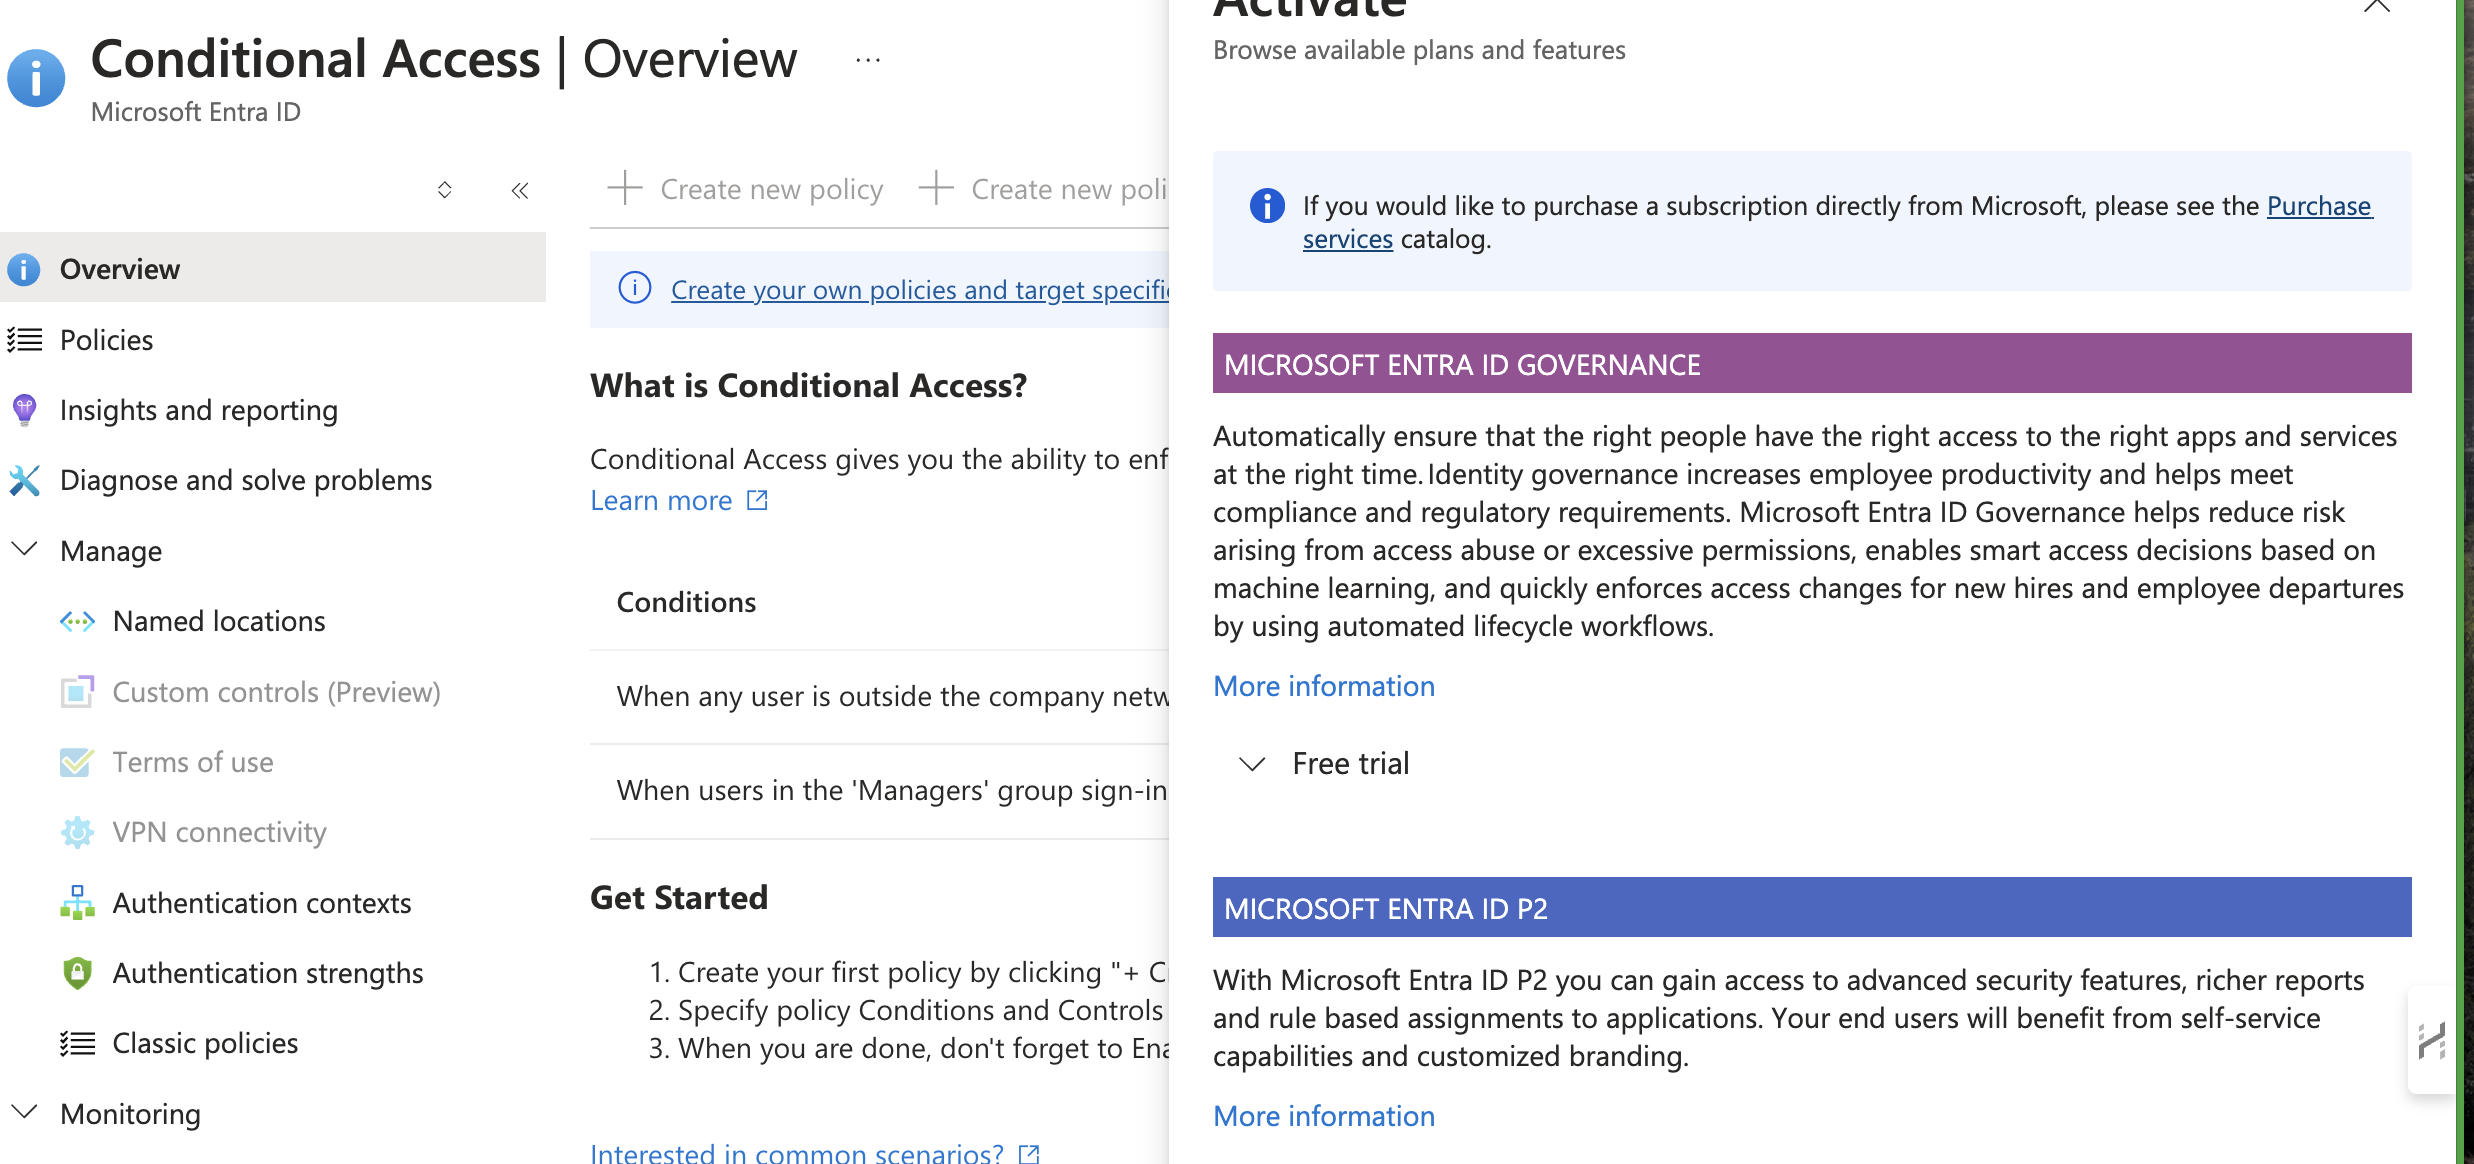 Conditional Access | Overview ...
Microsoft Entra ID
Overview
Policies
Insights and reporting
Diagnose and solve problems
Manage
Named locations
Custom controls (Preview)
Terms of use
VPN connectivity
Authentication contexts
Authentication strengths
Classic policies
Monitoring
Create new policy
Create new poli
Create your own policies and target specific
What is Conditional Access?
Conditional Access gives you the ability to enf
Learn more
Conditions
When any user is outside the company netw
When users in the 'Managers' group sign-in
Get Started
1. Create your first policy by clicking "+ C
2. Specify policy Conditions and Controls
3. When you are done, don't forget to Ena
Interested in common scenarios?
Activate
Browse available plans and features
If you would like to purchase a subscription directly from Microsoft, please see the Purchase
services catalog.
MICROSOFT ENTRA ID GOVERNANCE
Automatically ensure that the right people have the right access to the right apps and services
at the right time. Identity governance increases employee productivity and helps meet
compliance and regulatory requirements. Microsoft Entra ID Governance helps reduce risk
arising from access abuse or excessive permissions, enables smart access decisions based on
machine learning, and quickly enforces access changes for new hires and employee departures
by using automated lifecycle workflows.
More information
Free trial
MICROSOFT ENTRA ID P2
With Microsoft Entra ID P2 you can gain access to advanced security features, richer reports
and rule based assignments to applications. Your end users will benefit from self-service
capabilities and customized branding.
More information